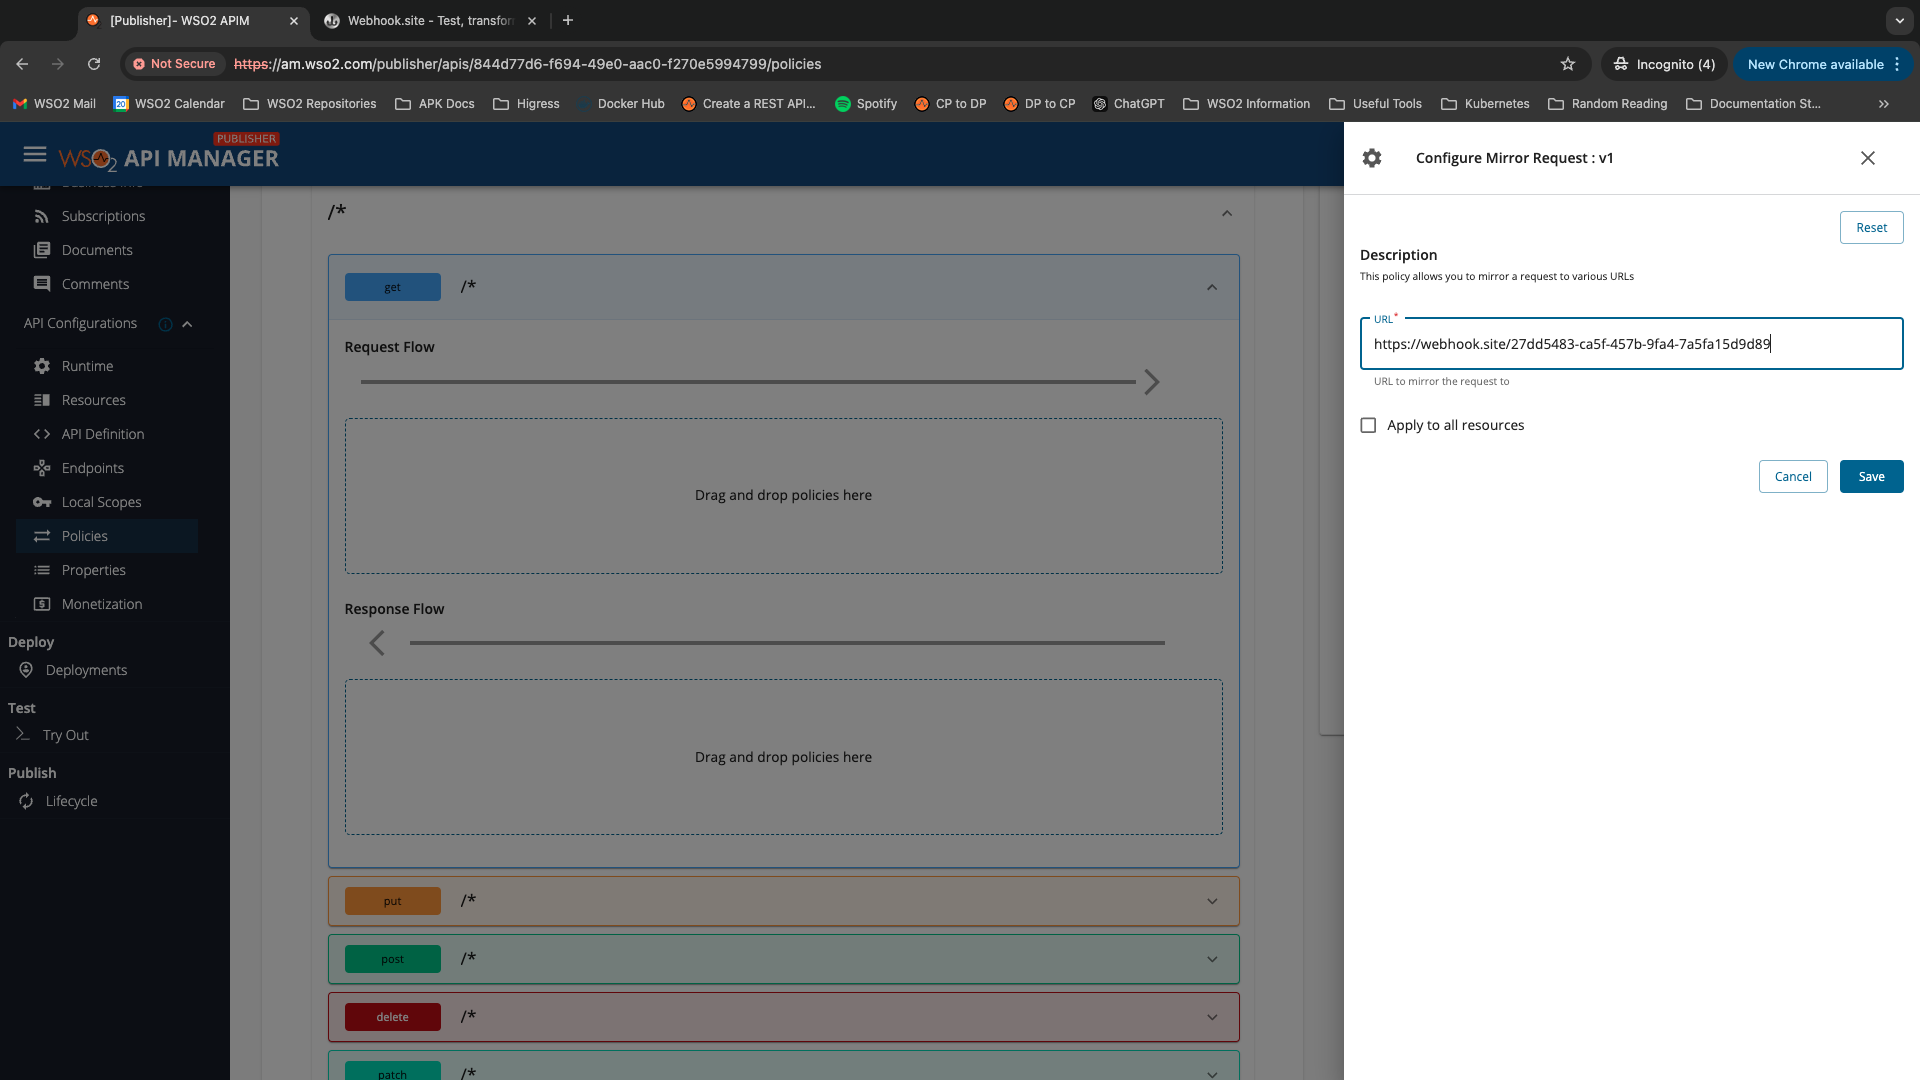 [Publisher]- WSO2 APIM
Webhook.site - Test, transfor
Not Secure
https://am.wso2.com/publisher/apis/844d77d6-f694-49e0-aac0-f270e5994799/policies
Incognito (4)
New Chrome available
WSO2 Mail
WSO2 Calendar
WSO2 Repositories
APK Docs
Higress
Docker Hub
Create a REST API...
Spotify
CP to DP
DP to CP
ChatGPT
WSO2 Information
Useful Tools
Kubernetes
Random Reading
Documentation St...
PUBLISHER
WSO2 API MANAGER
Business Info
Subscriptions
Documents
Comments
API Configurations
Runtime
Resources
API Definition
Endpoints
Local Scopes
Policies
Properties
Monetization
Deploy
Deployments
Test
Try Out
Publish
Lifecycle
/*
get /*
Request Flow
Drag and drop policies here
Response Flow
Drag and drop policies here
put /*
post /*
delete /*
patch /*
Configure Mirror Request : v1
Reset
Description
This policy allows you to mirror a request to various URLs
URL*
https://webhook.site/27dd5483-ca5f-457b-9fa4-7a5fa15d9d89
URL to mirror the request to
Apply to all resources
Cancel
Save